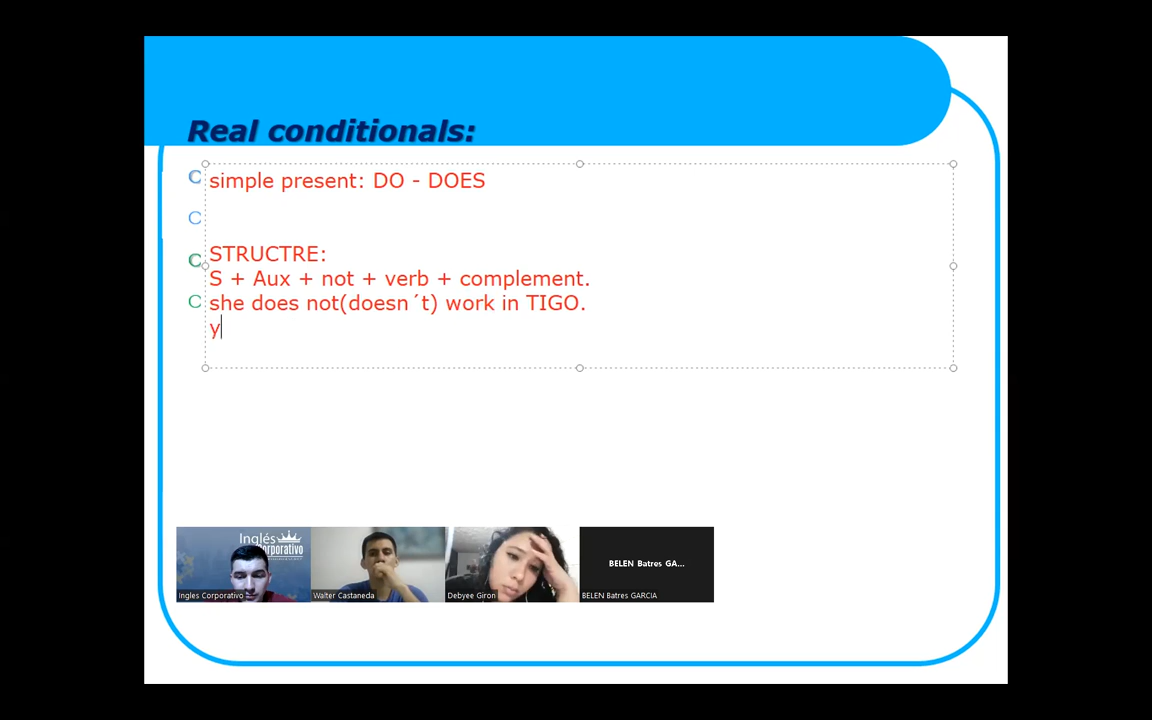 Real conditionals:
simple present: DO - DOES
STRUCTRE:
S + Aux + not + verb + complement.
she does not(doesn´t) work in TIGO.
y
Inglés
Corporativo
BELEN Batres GA...
Ingles Corporativo
Walter Castaneda
Debyee Giron
BELEN Batres GARCIA